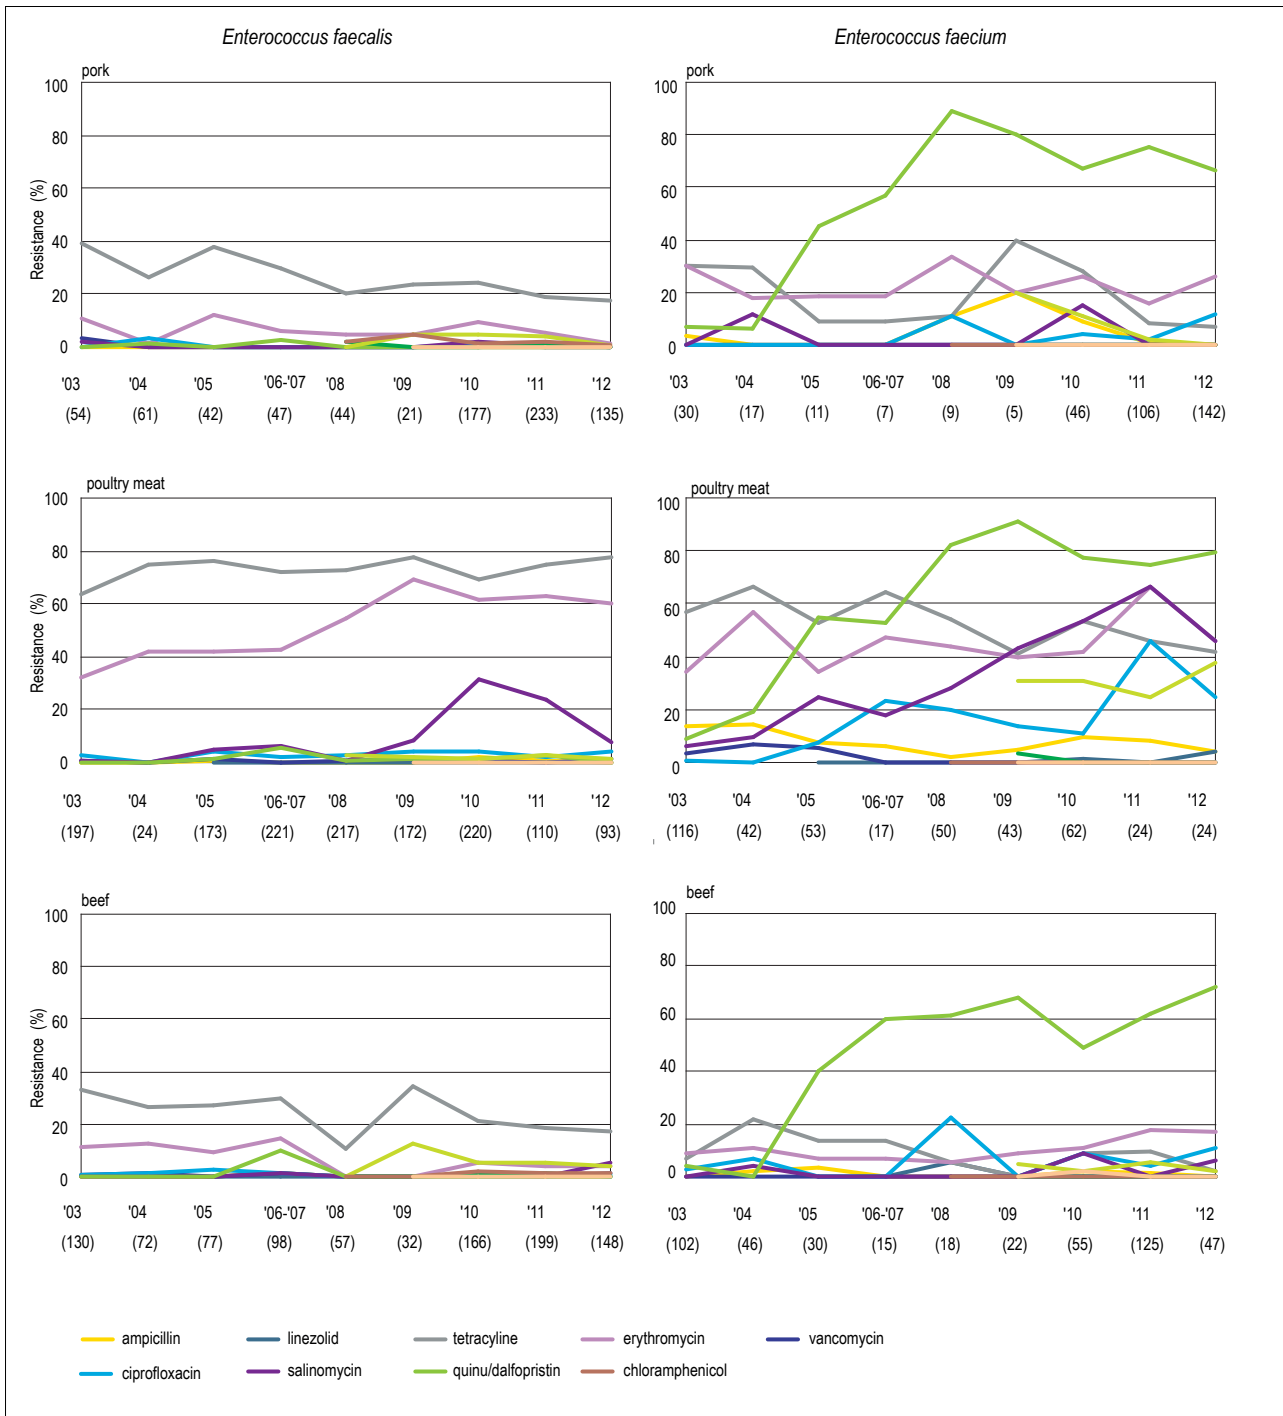 Enterococcus faecalis
Enterococcus faecium
pork
100
80
60
40
20
0
Resistance (%)
'03 '04 '05 '06-'07 '08 '09 '10 '11 '12
(54) (61) (42) (47) (44) (21) (177) (233) (135)
pork
100
80
60
40
20
0
'03 '04 '05 '06-'07 '08 '09 '10 '11 '12
(30) (17) (11) (7) (9) (5) (46) (106) (142)
poultry meat
100
80
60
40
20
0
Resistance (%)
'03 '04 '05 '06-'07 '08 '09 '10 '11 '12
(197) (24) (173) (221) (217) (172) (220) (110) (93)
poultry meat
100
80
60
40
20
0
'03 '04 '05 '06-'07 '08 '09 '10 '11 '12
(116) (42) (53) (17) (50) (43) (62) (24) (24)
beef
100
80
60
40
20
0
Resistance (%)
'03 '04 '05 '06-'07 '08 '09 '10 '11 '12
(130) (72) (77) (98) (57) (32) (166) (199) (148)
beef
100
80
60
40
20
0
'03 '04 '05 '06-'07 '08 '09 '10 '11 '12
(102) (46) (30) (15) (18) (22) (55) (125) (47)
ampicillin linezolid tetracyline erythromycin vancomycin
ciprofloxacin salinomycin quinu/dalfopristin chloramphenicol